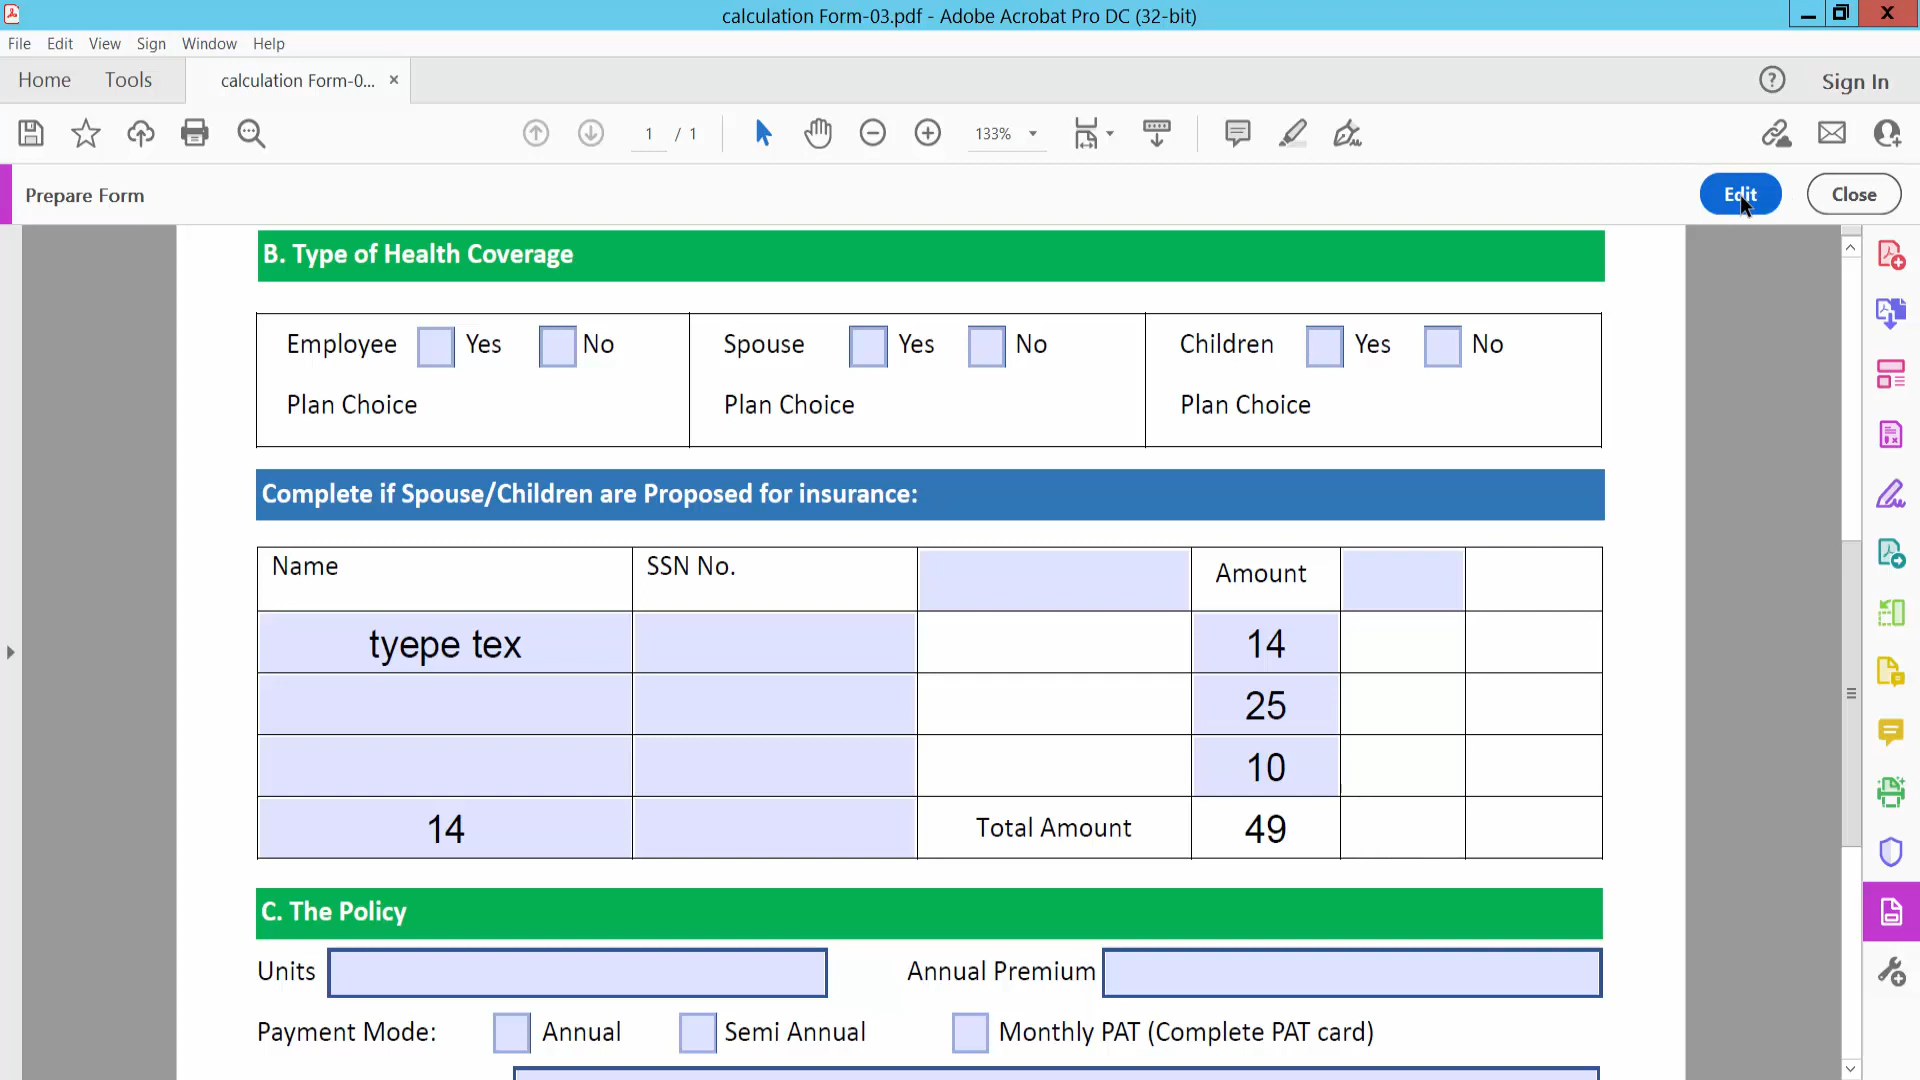 calculation Form-03.pdf - Adobe Acrobat Pro DC (32-bit)
File Edit View Sign Window Help
Home Tools calculation Form-0... × Sign In
1 / 1 133%
Prepare Form Edit Close
B. Type of Health Coverage
Employee Yes No Spouse Yes No Children Yes No
Plan Choice Plan Choice Plan Choice
Complete if Spouse/Children are Proposed for insurance:
Name SSN No. Amount
tyepe tex 14
25
10
14 Total Amount 49
C. The Policy
Units Annual Premium
Payment Mode: Annual Semi Annual Monthly PAT (Complete PAT card)